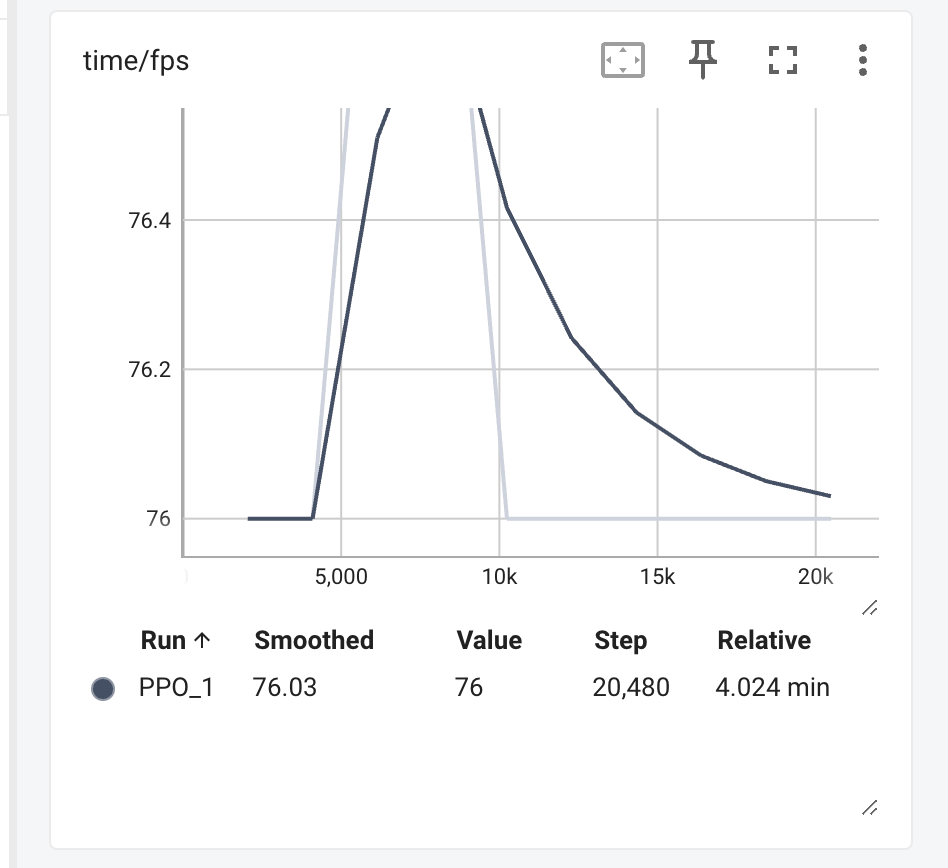 time/fps
76.4
76.2
76
5,000 10k 15k 20k
Run ↑ Smoothed Value Step Relative
PPO_1 76.03 76 20,480 4.024 min